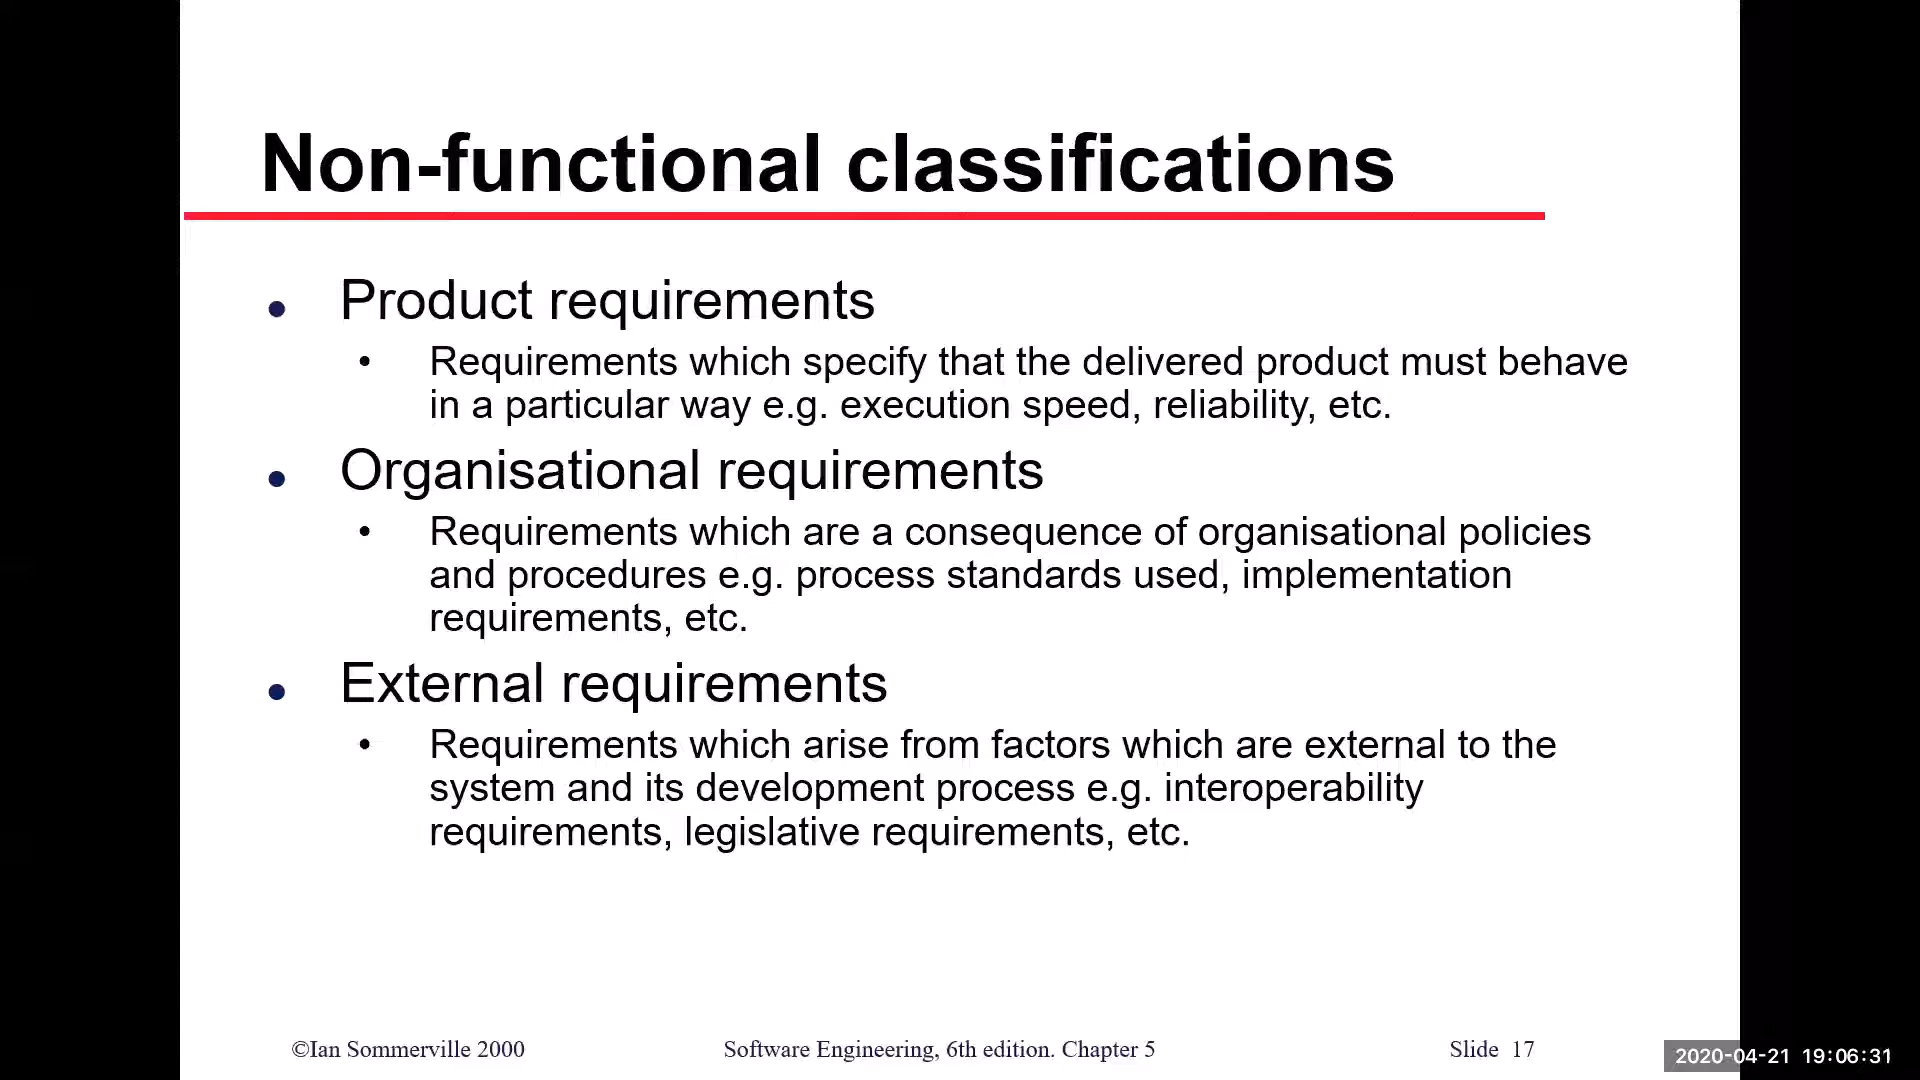 Non-functional classifications
• Product requirements
• Requirements which specify that the delivered product must behave
in a particular way e.g. execution speed, reliability, etc.
• Organisational requirements
• Requirements which are a consequence of organisational policies
and procedures e.g. process standards used, implementation
requirements, etc.
• External requirements
• Requirements which arise from factors which are external to the
system and its development process e.g. interoperability
requirements, legislative requirements, etc.
©Ian Sommerville 2000
Software Engineering, 6th edition. Chapter 5
Slide 17
2020-04-21 19:06:31